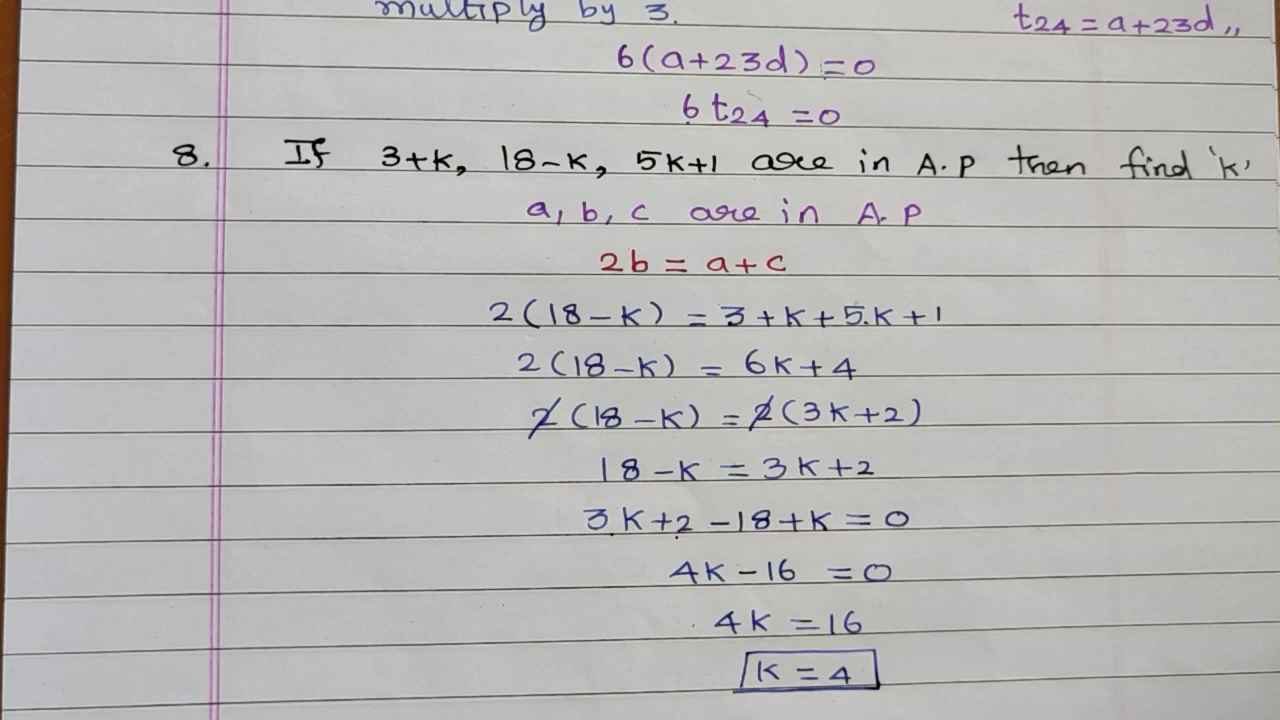 multiply by 3.
t24 = a+23d,,
6(a+23d) = 0
6 t24 = 0
8. If 3+k, 18-k, 5k+1 are in A.P then find 'k'
a, b, c are in A.P
2b = a+c
2(18-k) = 3+k+5k+1
2(18-k) = 6k+4
2(18-k) = 2(3k+2)
18-k = 3k+2
3k+2-18+k = 0
4k-16 = 0
4k = 16
k = 4